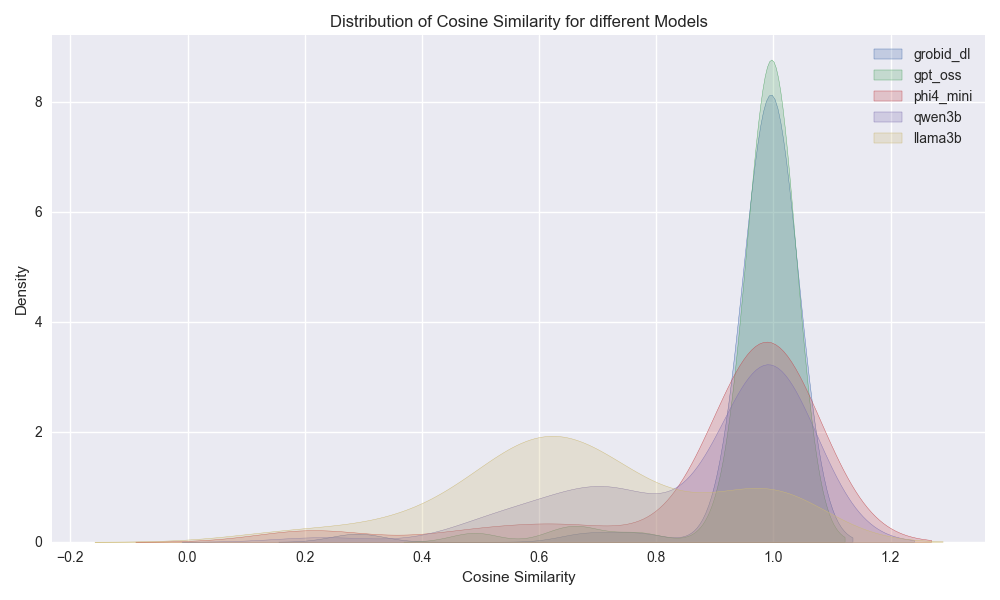 Distribution of Cosine Similarity for different Models
grobid_dl
gpt_oss
phi4_mini
qwen3b
llama3b
Density
8
6
4
2
0
−0.2 0.0 0.2 0.4 0.6 0.8 1.0 1.2
Cosine Similarity